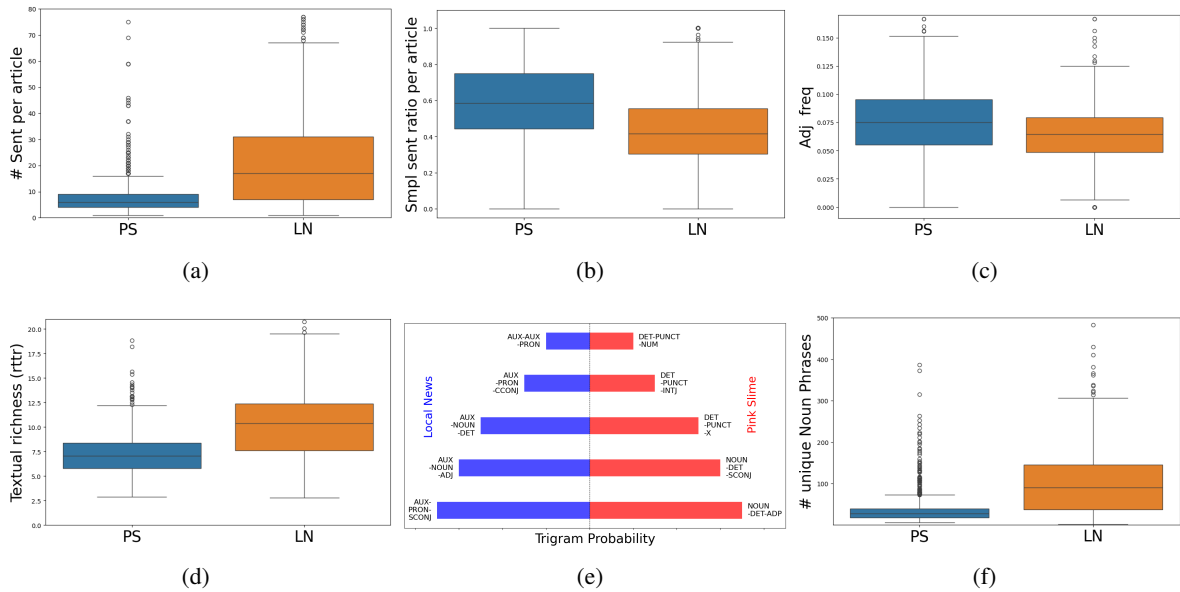 # Sent per article
80
70
60
50
40
30
20
10
0
PS LN
(a)
Smpl sent ratio per article
1.0
0.8
0.6
0.4
0.2
0.0
PS LN
(b)
Adj_freq
0.150
0.125
0.100
0.075
0.050
0.025
0.000
PS LN
(c)
Textual richness (rttr)
20.0
17.5
15.0
12.5
10.0
7.5
5.0
2.5
0.0
PS LN
(d)
Local News
AUX-AUX
-PRON
DET-PUNCT
-NUM
AUX
-PRON
-CCONJ
DET
-PUNCT
-INTJ
AUX
-NOUN
-DET
DET
-PUNCT
-X
AUX
-NOUN
-ADJ
NOUN
-DET
-SCONJ
AUX-
PRON-
SCONJ
NOUN
-DET-ADP
Pink Slime
Trigram Probability
(e)
# unique Noun Phrases
500
400
300
200
100
PS LN
(f)